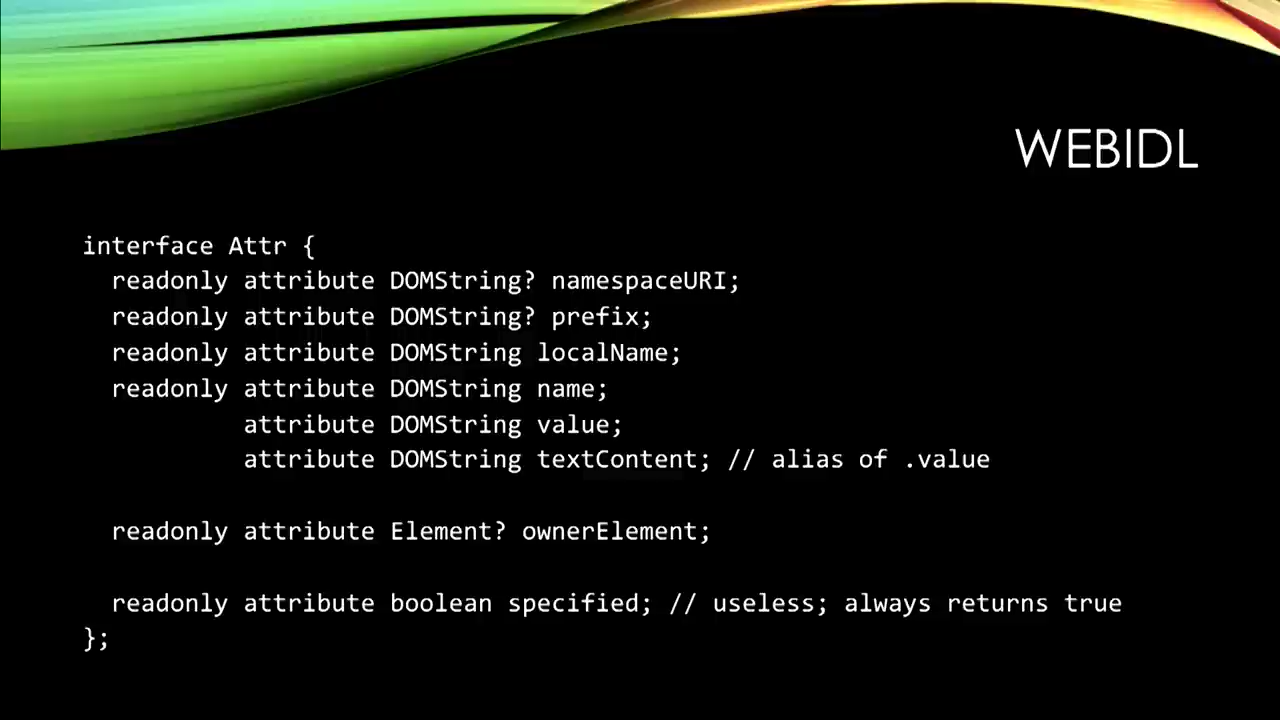 WEBIDL
interface Attr {
readonly attribute DOMString? namespaceURI;
readonly attribute DOMString? prefix;
readonly attribute DOMString localName;
readonly attribute DOMString name;
attribute DOMString value;
attribute DOMString textContent; // alias of .value
readonly attribute Element? ownerElement;
readonly attribute boolean specified; // useless; always returns true
};